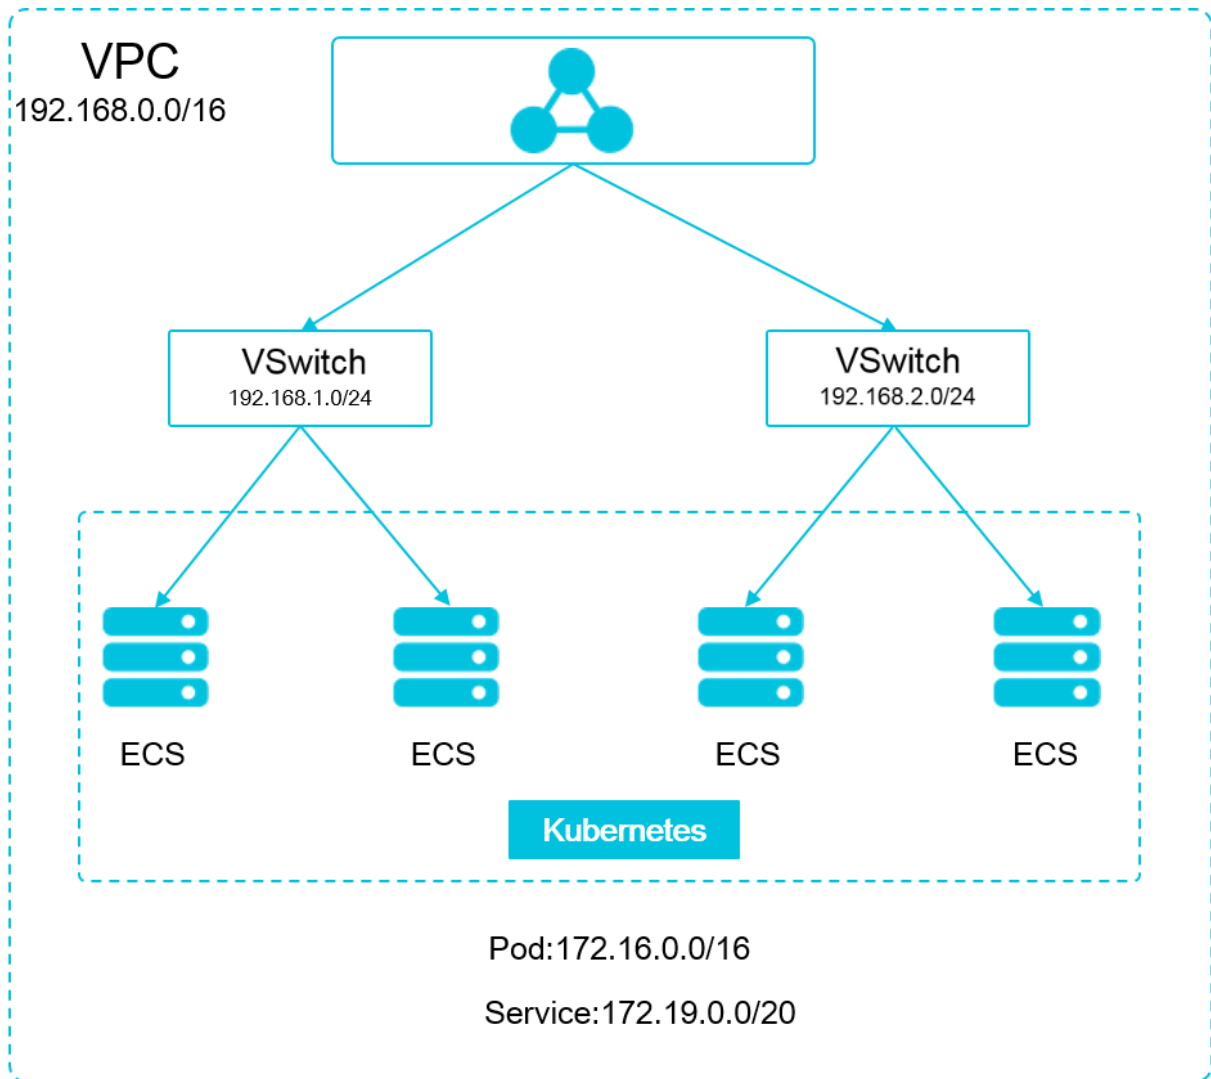 VPC
192.168.0.0/16
VSwitch
192.168.1.0/24
VSwitch
192.168.2.0/24
ECS
ECS
ECS
ECS
Kubernetes
Pod:172.16.0.0/16
Service:172.19.0.0/20